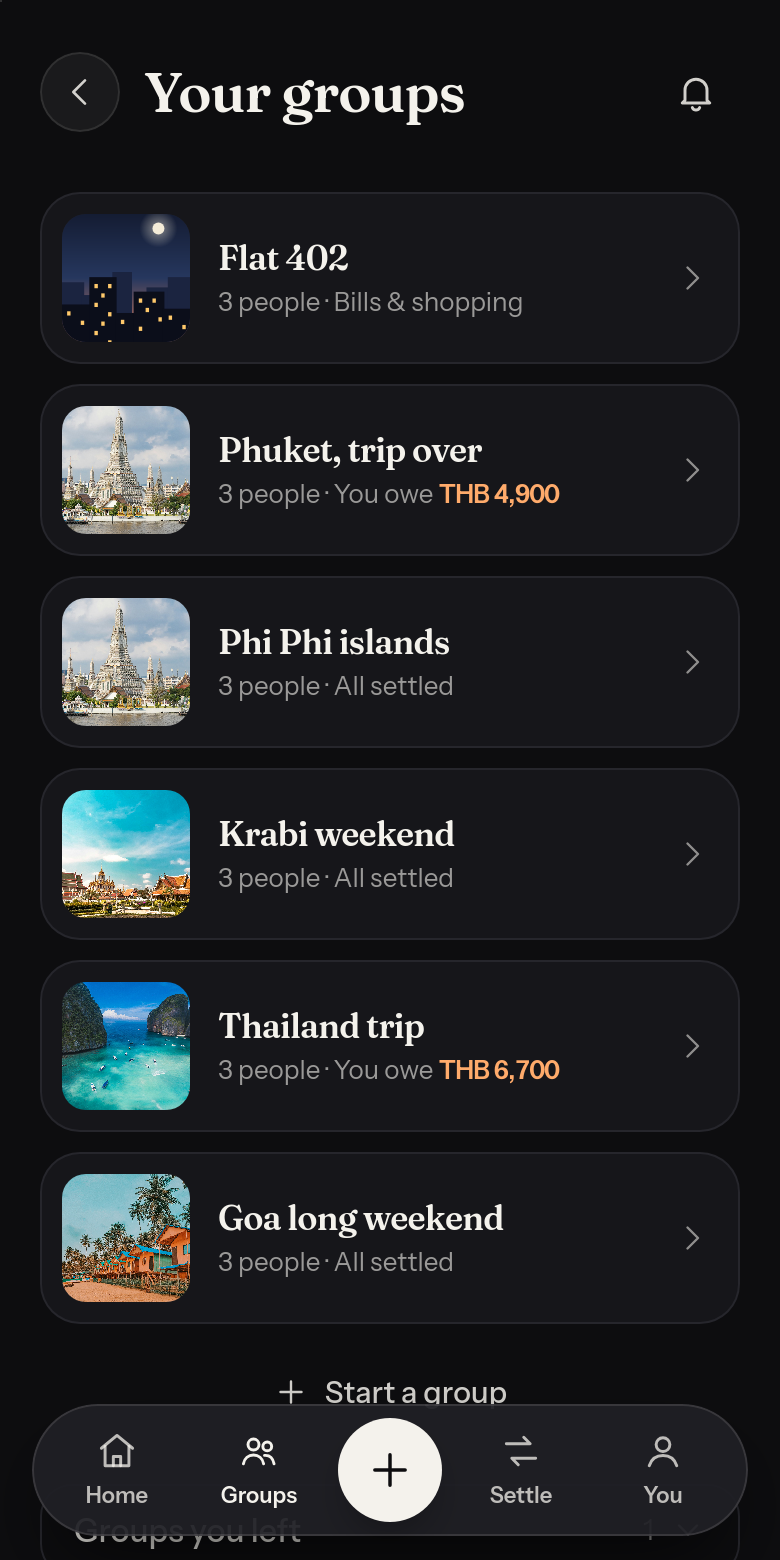 Your groups
Flat 402
3 people · Bills & shopping
Phuket, trip over
3 people · You owe THB 4,900
Phi Phi islands
3 people · All settled
Krabi weekend
3 people · All settled
Thailand trip
3 people · You owe THB 6,700
Goa long weekend
3 people · All settled
Start a group
Home Groups Settle You
Groups you left 1